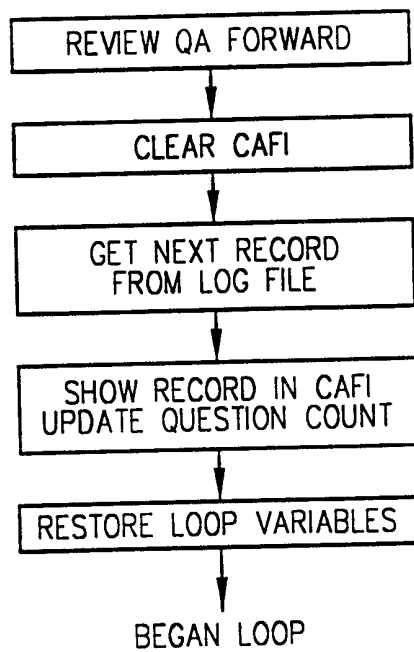 REVIEW QA FORWARD
CLEAR CAFI
GET NEXT RECORD
FROM LOG FILE
SHOW RECORD IN CAFI
UPDATE QUESTION COUNT
RESTORE LOOP VARIABLES
BEGAN LOOP